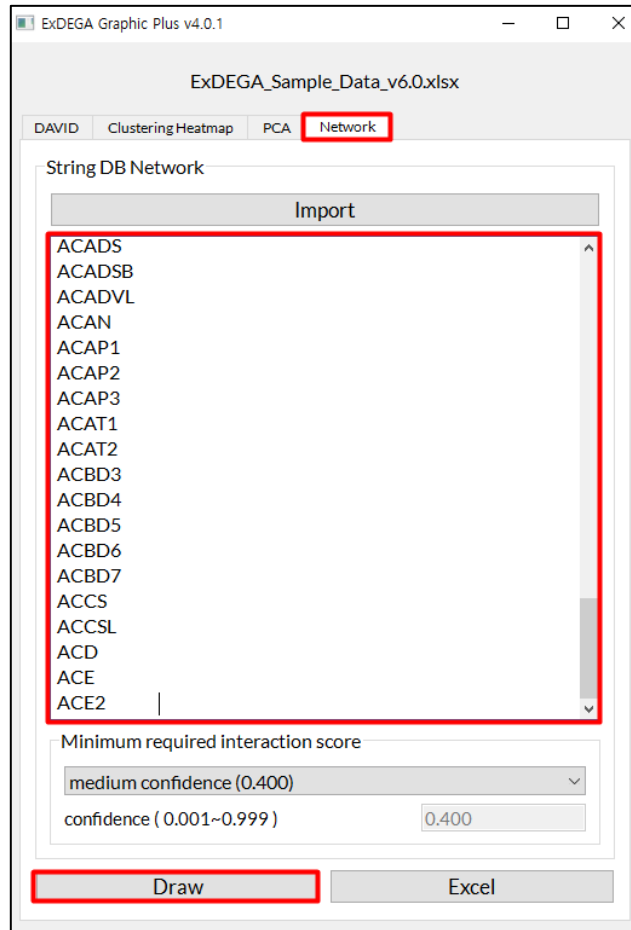 ExDEGA Graphic Plus v4.0.1
ExDEGA_Sample_Data_v6.0.xlsx
DAVID Clustering Heatmap PCA Network
String DB Network
Import
ACADS
ACADSB
ACADVL
ACAN
ACAP1
ACAP2
ACAP3
ACAT1
ACAT2
ACBD3
ACBD4
ACBD5
ACBD6
ACBD7
ACCS
ACCSL
ACD
ACE
ACE2
Minimum required interaction score
medium confidence (0.400)
confidence ( 0.001~0.999 ) 0.400
Draw Excel